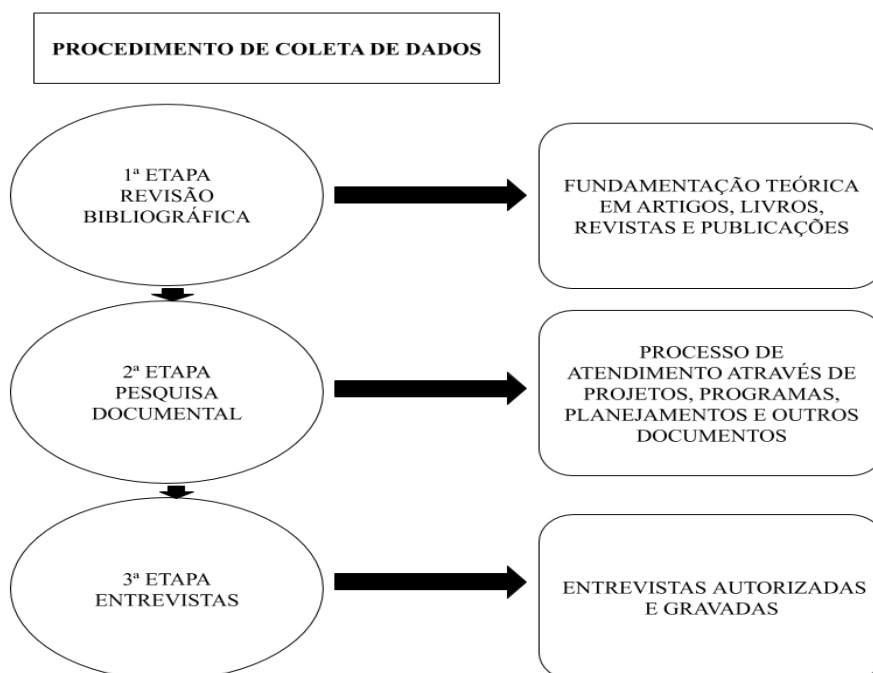 PROCEDIMENTO DE COLETA DE DADOS
1ª ETAPA
REVISÃO
BIBLIOGRÁFICA
FUNDAMENTAÇÃO TEÓRICA
EM ARTIGOS, LIVROS,
REVISTAS E PUBLICAÇÕES
2ª ETAPA
PESQUISA
DOCUMENTAL
PROCESSO DE
ATENDIMENTO ATRAVÉS DE
PROJETOS, PROGRAMAS,
PLANEJAMENTOS E OUTROS
DOCUMENTOS
3ª ETAPA
ENTREVISTAS
ENTREVISTAS AUTORIZADAS
E GRAVADAS